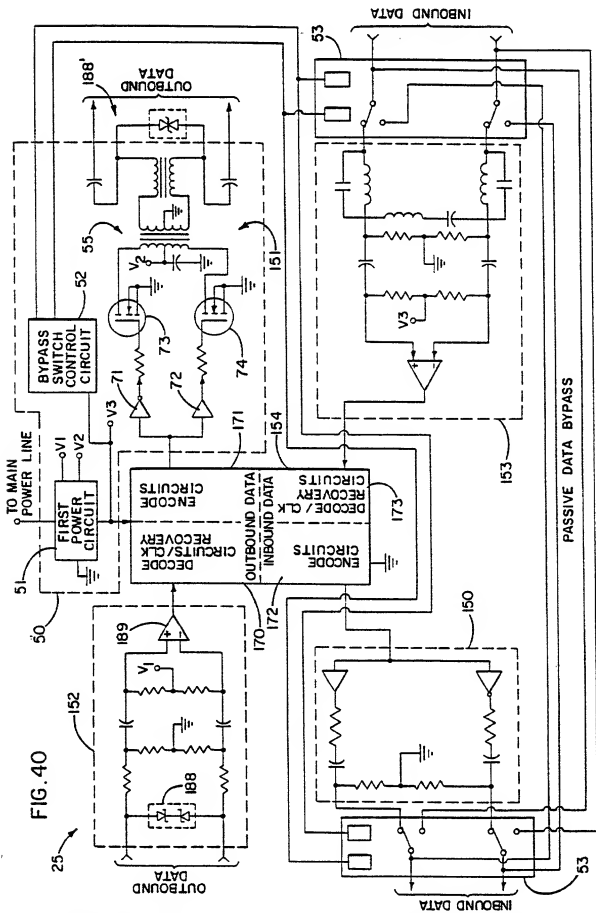 FIG. 40
25
152
OUTBOUND
DATA
188
189
V1
50
51
TO MAIN
POWER LINE
FIRST
POWER
CIRCUIT
V1
V2
V3
BYPASS
SWITCH
CONTROL
CIRCUIT
52
71
72
73
74
55
V2
151
188'
OUTBOUND
DATA
170
DECODE
CIRCUITS/CLK
RECOVERY
ENCODE
CIRCUITS
171
OUTBOUND DATA
INBOUND DATA
172
ENCODE
CIRCUITS
DECODE/CLK
RECOVERY
CIRCUITS
173
154
53
INBOUND DATA
V3
153
150
53
INBOUND DATA
PASSIVE DATA BYPASS